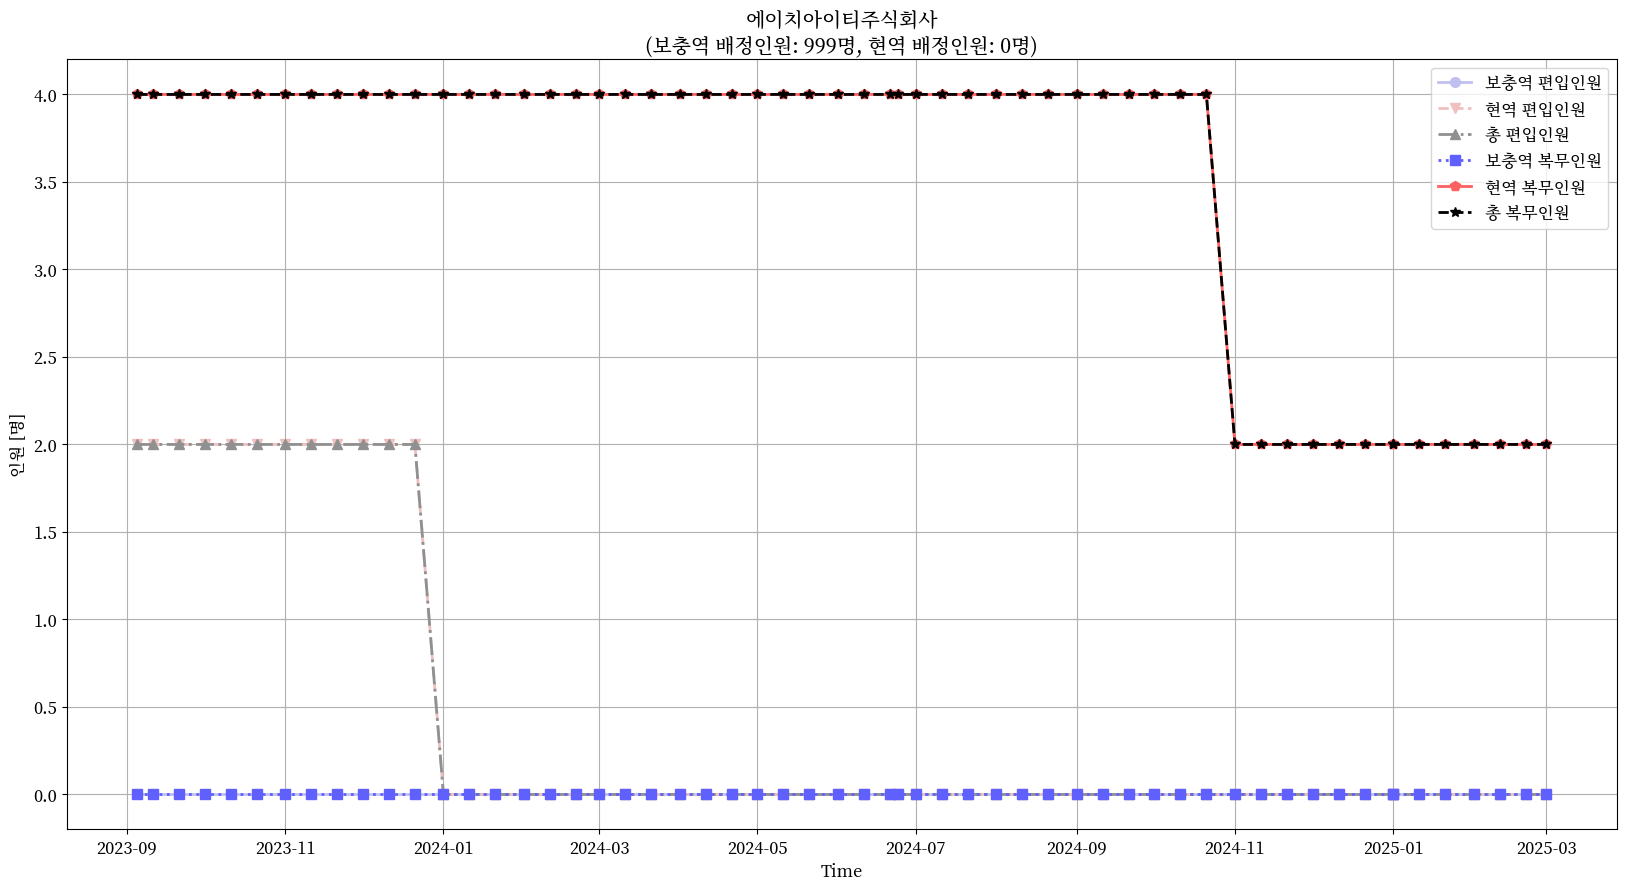 에이치아이티주식회사
(보충역 배정인원: 999명, 현역 배정인원: 0명)
보충역 편입인원
현역 편입인원
총 편입인원
보충역 복무인원
현역 복무인원
총 복무인원
인원 [명]
4.0
3.5
3.0
2.5
2.0
1.5
1.0
0.5
0.0
2023-09
2023-11
2024-01
2024-03
2024-05
2024-07
2024-09
2024-11
2025-01
2025-03
Time